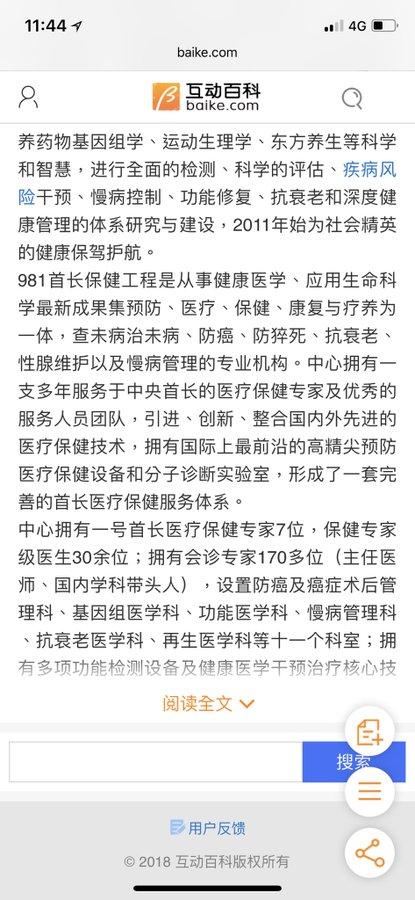 11:44
4G
baike.com
互动百科
baike.com
养药物基因组学、运动生理学、东方养生等科学
和智慧，进行全面的检测、科学的评估、疾病风
险干预、慢病控制、功能修复、抗衰老和深度健
康管理的体系研究与建设，2011年始为社会精英
的健康保驾护航。
981首长保健工程是从事健康医学、应用生命科
学最新成果集预防、医疗、保健、康复与疗养为
一体，查未病治未病、防癌、防猝死、抗衰老、
性腺维护以及慢病管理的专业机构。中心拥有一
支多年服务于中央首长的医疗保健专家及优秀的
服务人员团队，引进、创新、整合国内外先进的
医疗保健技术，拥有国际上最前沿的高精尖预防
医疗保健设备和分子诊断实验室，形成了一套完
善的首长医疗保健服务体系。
中心拥有一号首长医疗保健专家7位，保健专家
级医生30余位；拥有会诊专家170多位（主任医
师、国内学科带头人），设置防癌及癌症术后管
理科、基因组医学科、功能医学科、慢病管理科
、抗衰老医学科、再生医学科等十一个科室；拥
有多项功能检测设备及健康医学干预治疗核心技
阅读全文
搜索
用户反馈
© 2018 互动百科版权所有